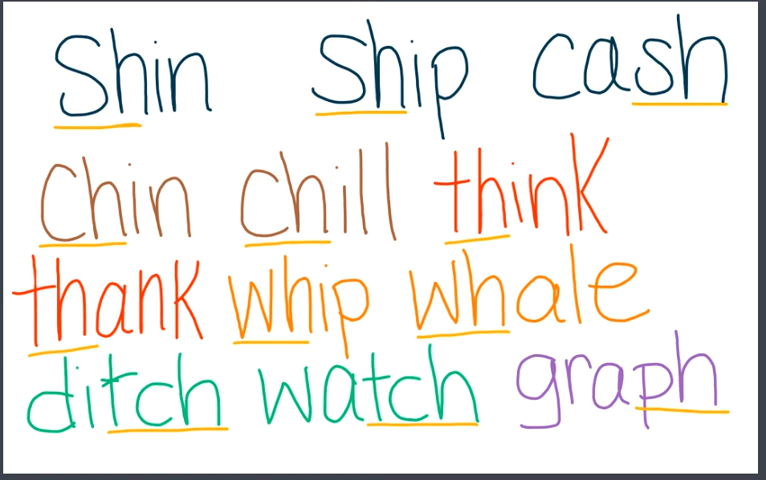 Shin Ship cash
Chin chill think
thank whip whale
ditch watch graph